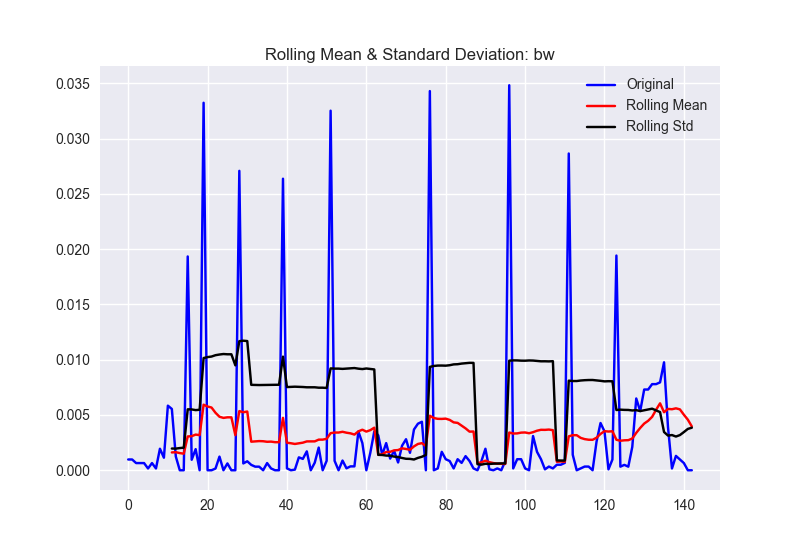 Rolling Mean & Standard Deviation: bw
Original
Rolling Mean
Rolling Std
0.035
0.030
0.025
0.020
0.015
0.010
0.005
0.000
0 20 40 60 80 100 120 140